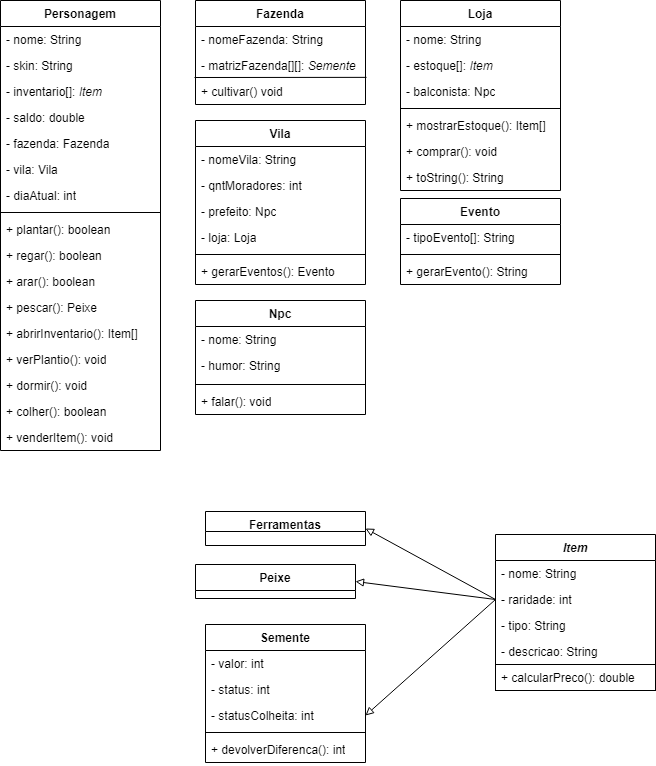 Personagem
- nome: String
- skin: String
- inventario[]: Item
- saldo: double
- fazenda: Fazenda
- vila: Vila
- diaAtual: int
+ plantar(): boolean
+ regar(): boolean
+ arar(): boolean
+ pescar(): Peixe
+ abrirInventario(): Item[]
+ verPlantio(): void
+ dormir(): void
+ colher(): boolean
+ venderItem(): void
Fazenda
- nomeFazenda: String
- matrizFazenda[][]: Semente
+ cultivar() void
Vila
- nomeVila: String
- qntMoradores: int
- prefeito: Npc
- loja: Loja
+ gerarEventos(): Evento
Npc
- nome: String
- humor: String
+ falar(): void
Loja
- nome: String
- estoque[]: Item
- balconista: Npc
+ mostrarEstoque(): Item[]
+ comprar(): void
+ toString(): String
Evento
- tipoEvento[]: String
+ gerarEvento(): String
Ferramentas
Peixe
Semente
- valor: int
- status: int
- statusColheita: int
+ devolverDiferenca(): int
Item
- nome: String
- raridade: int
- tipo: String
- descricao: String
+ calcularPreco(): double